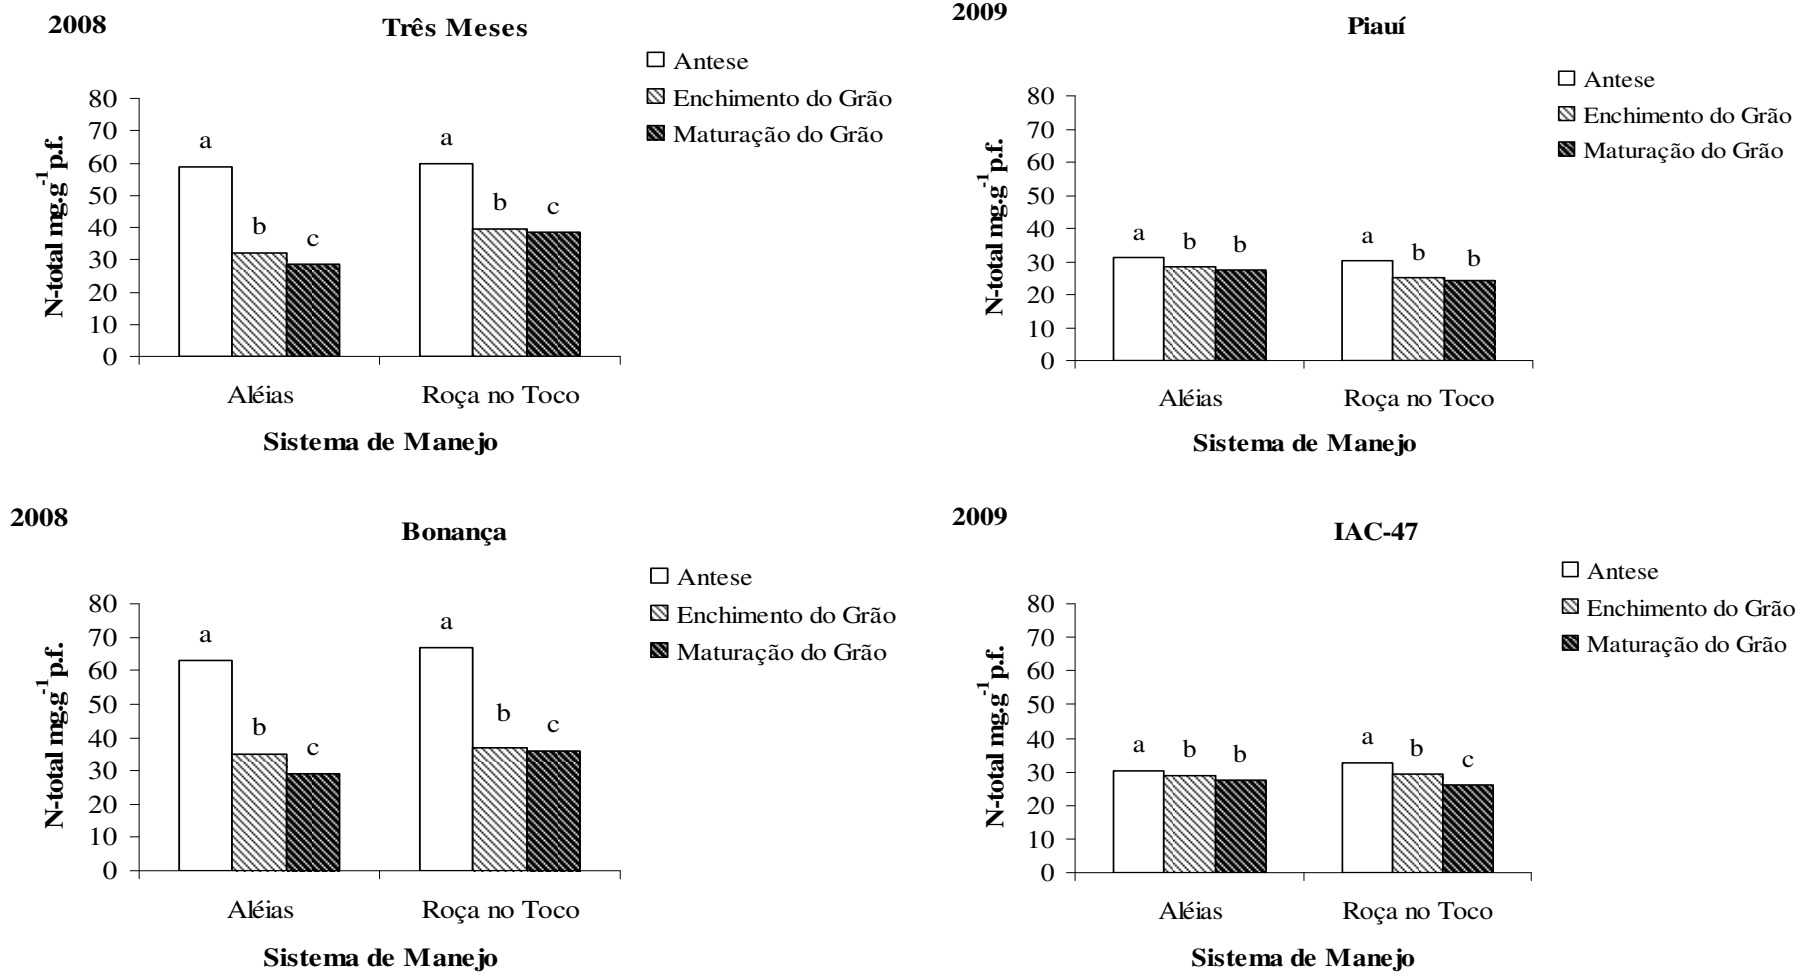 2008
Três Meses
Antese
Enchimento do Grão
Maturação do Grão
N-total mg.g-1p.f.
80
70
60
50
40
30
20
10
0
a
b
c
a
b
c
Aléias
Roça no Toco
Sistema de Manejo
2009
Piauí
Antese
Enchimento do Grão
Maturação do Grão
N-total mg.g-1p.f.
80
70
60
50
40
30
20
10
0
a
b
b
a
b
b
Aléias
Roça no Toco
Sistema de Manejo
2008
Bonança
Antese
Enchimento do Grão
Maturação do Grão
N-total mg.g-1p.f.
80
70
60
50
40
30
20
10
0
a
b
c
a
b
c
Aléias
Roça no Toco
Sistema de Manejo
2009
IAC-47
Antese
Enchimento do Grão
Maturação do Grão
N-total mg.g-1p.f.
80
70
60
50
40
30
20
10
0
a
b
b
a
b
c
Aléias
Roça no Toco
Sistema de Manejo